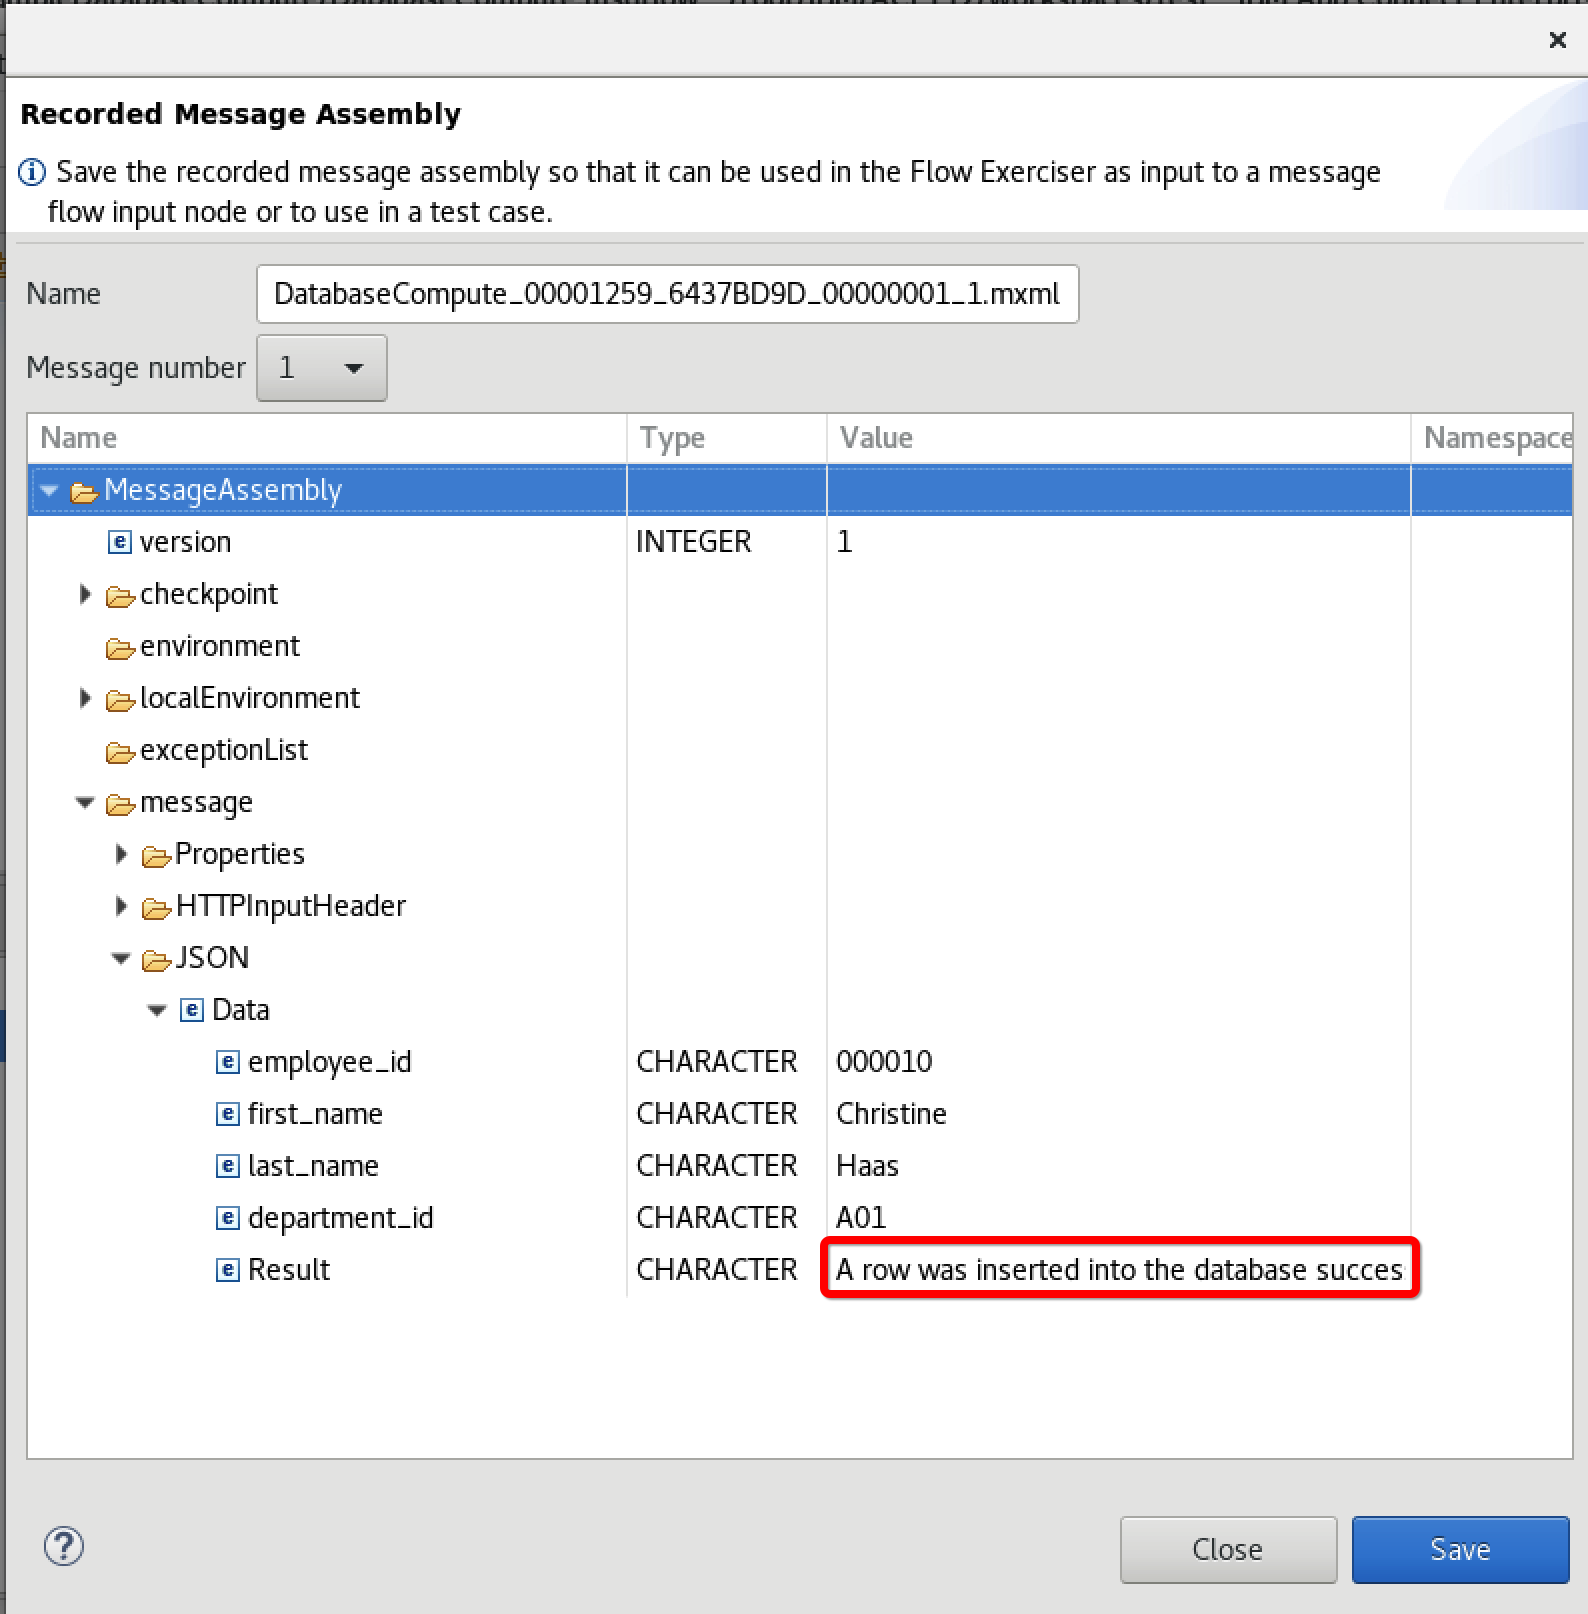 Recorded Message Assembly
Save the recorded message assembly so that it can be used in the Flow Exerciser as input to a message
flow input node or to use in a test case.
Name DatabaseCompute_00001259_6437BD9D_00000001_1.mxml
Message number 1
Name Type Value Namespace
MessageAssembly
version INTEGER 1
checkpoint
environment
localEnvironment
exceptionList
message
Properties
HTTPInputHeader
JSON
Data
employee_id CHARACTER 000010
first_name CHARACTER Christine
last_name CHARACTER Haas
department_id CHARACTER A01
Result CHARACTER A row was inserted into the database succes
Close Save